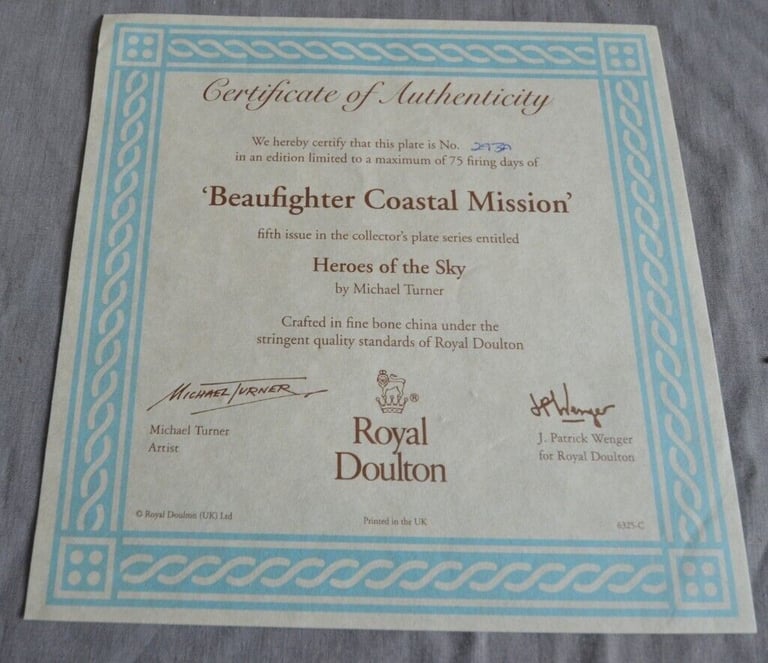 Certificate of Authenticity
We hereby certify that this plate is No.
in an edition limited to a maximum of 75 firing days of
'Beaufighter Coastal Mission'
fifth issue in the collector's plate series entitled
Heroes of the Sky
by Michael Turner
Crafted in fine bone china under the
stringent quality standards of Royal Doulton
MICHAEL TURNER
Michael Turner
Artist
®
Royal
Doulton
JPWenger
J. Patrick Wenger
for Royal Doulton
© Royal Doulton (UK) Ltd
Printed in the UK
6325-C